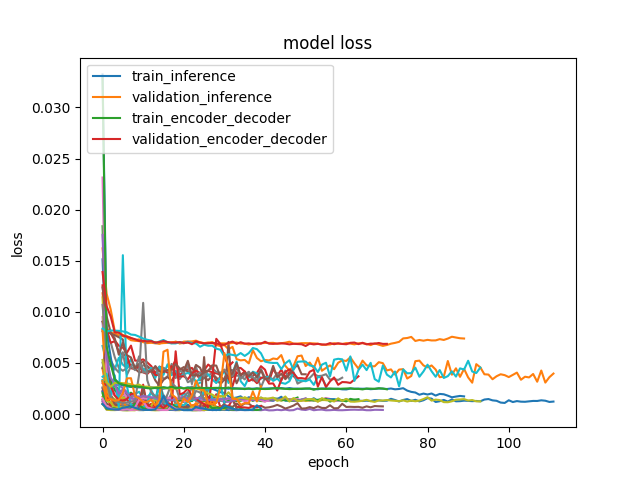 model loss
train_inference
validation_inference
train_encoder_decoder
validation_encoder_decoder
0.030
0.025
0.020
0.015
0.010
0.005
0.000
loss
0 20 40 60 80 100
epoch